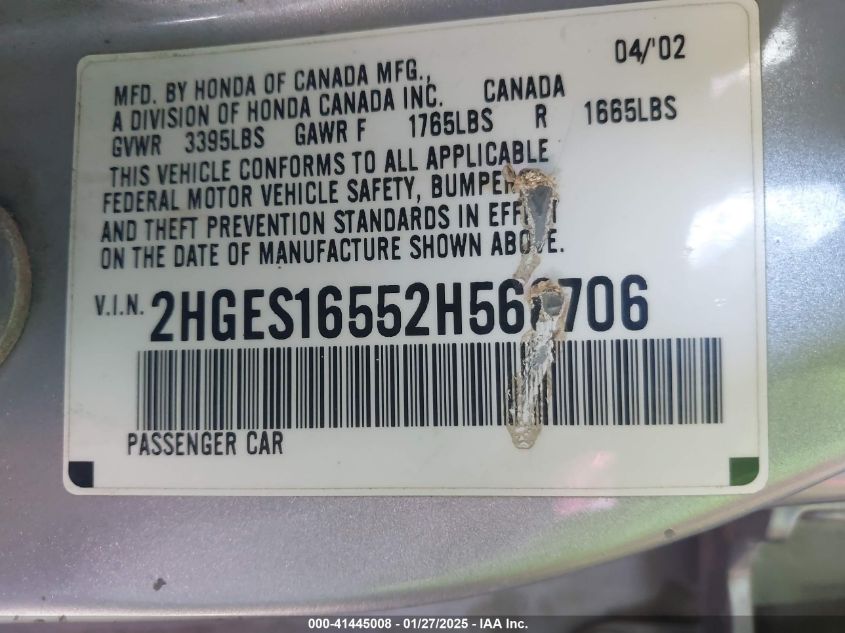 04/'02
MFD. BY HONDA OF CANADA MFG.,
A DIVISION OF HONDA CANADA INC. CANADA
GVWR 3395LBS GAWR F 1765LBS R 1665LBS
THIS VEHICLE CONFORMS TO ALL APPLICABLE
FEDERAL MOTOR VEHICLE SAFETY, BUMPER,
AND THEFT PREVENTION STANDARDS IN EFFECT
ON THE DATE OF MANUFACTURE SHOWN ABOVE.
V.I.N.
PASSENGER CAR
000-41445008 - 01/27/2025 - IAA Inc.